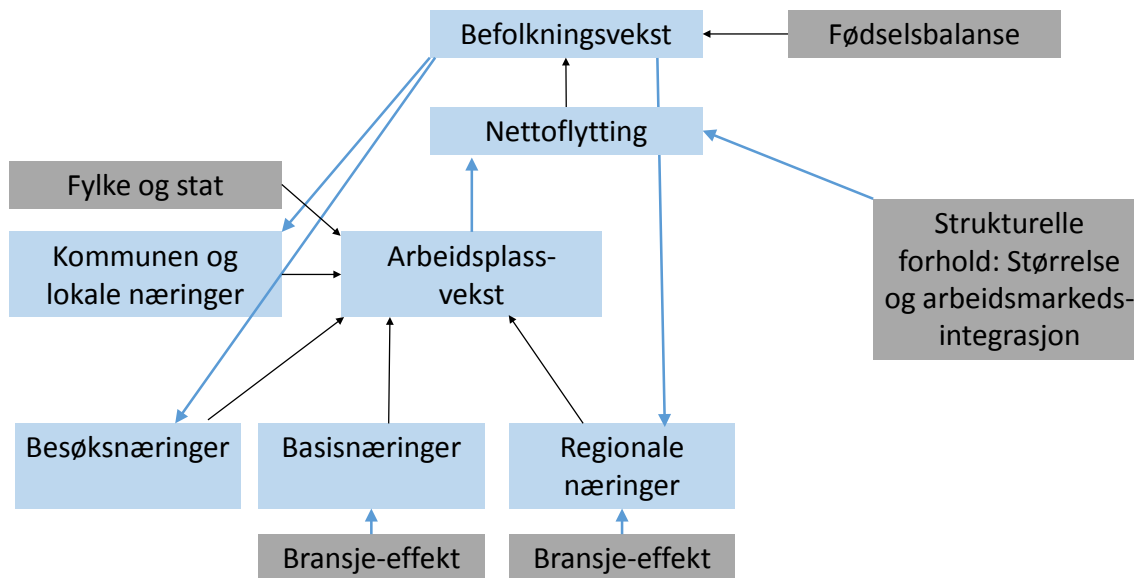 Befolkningsvekst
Fødselsbalanse
Nettoflytting
Fylke og stat
Kommunen og
lokale næringer
Arbeidsplass-
vekst
Strukturelle
forhold: Størrelse
og arbeidsmarkeds-
integrasjon
Besøksnæringer
Basisnæringer
Regionale
næringer
Bransje-effekt
Bransje-effekt